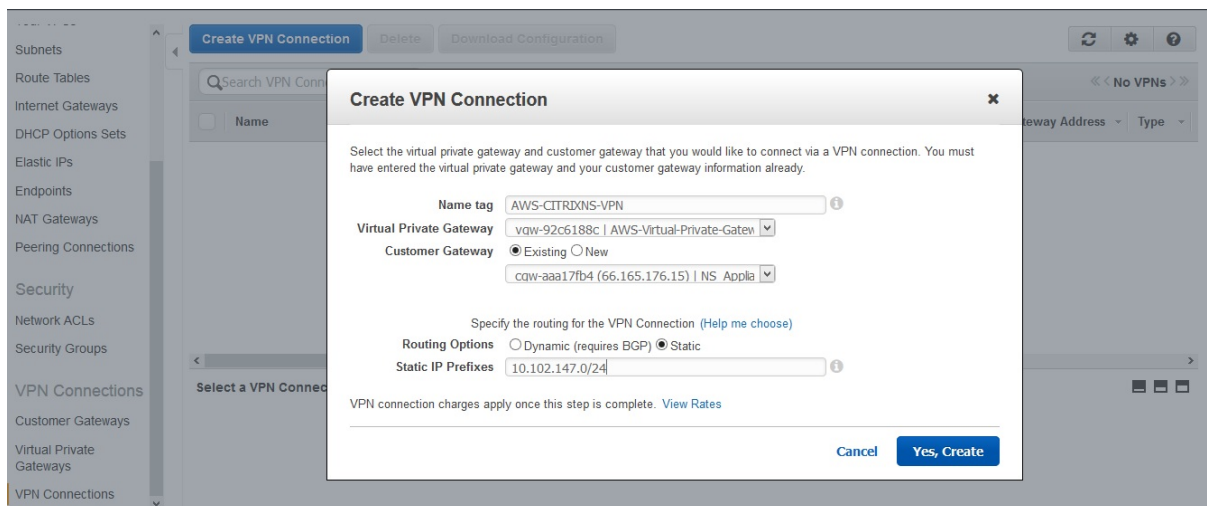 Subnets
Route Tables
Internet Gateways
DHCP Options Sets
Elastic IPs
Endpoints
NAT Gateways
Peering Connections
Security
Network ACLs
Security Groups
VPN Connections
Customer Gateways
Virtual Private
Gateways
VPN Connections
Create VPN Connection Delete Download Configuration
Search VPN Conn
No VPNs
Name
teway Address Type
Select a VPN Connec
Create VPN Connection
Select the virtual private gateway and customer gateway that you would like to connect via a VPN connection. You must
have entered the virtual private gateway and your customer gateway information already.
Name tag AWS-CITRIXNS-VPN
Virtual Private Gateway vgw-92c6188c | AWS-Virtual-Private-Gatew
Customer Gateway Existing New
cgw-aaa17fb4 (66.165.176.15) | NS_Applia
Specify the routing for the VPN Connection (Help me choose)
Routing Options Dynamic (requires BGP) Static
Static IP Prefixes 10.102.147.0/24
VPN connection charges apply once this step is complete. View Rates
Cancel Yes, Create